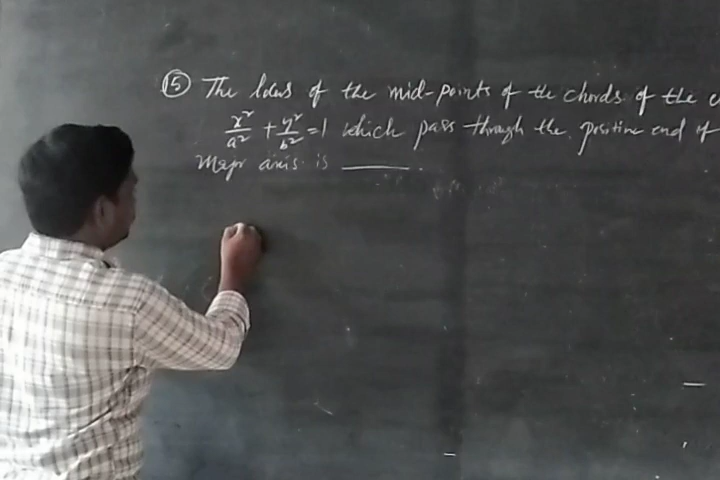 ⑮ The locus of the mid-points of the chords of the
x²/a² + y²/b² = 1 which pass through the positive end of
major axis is ______.